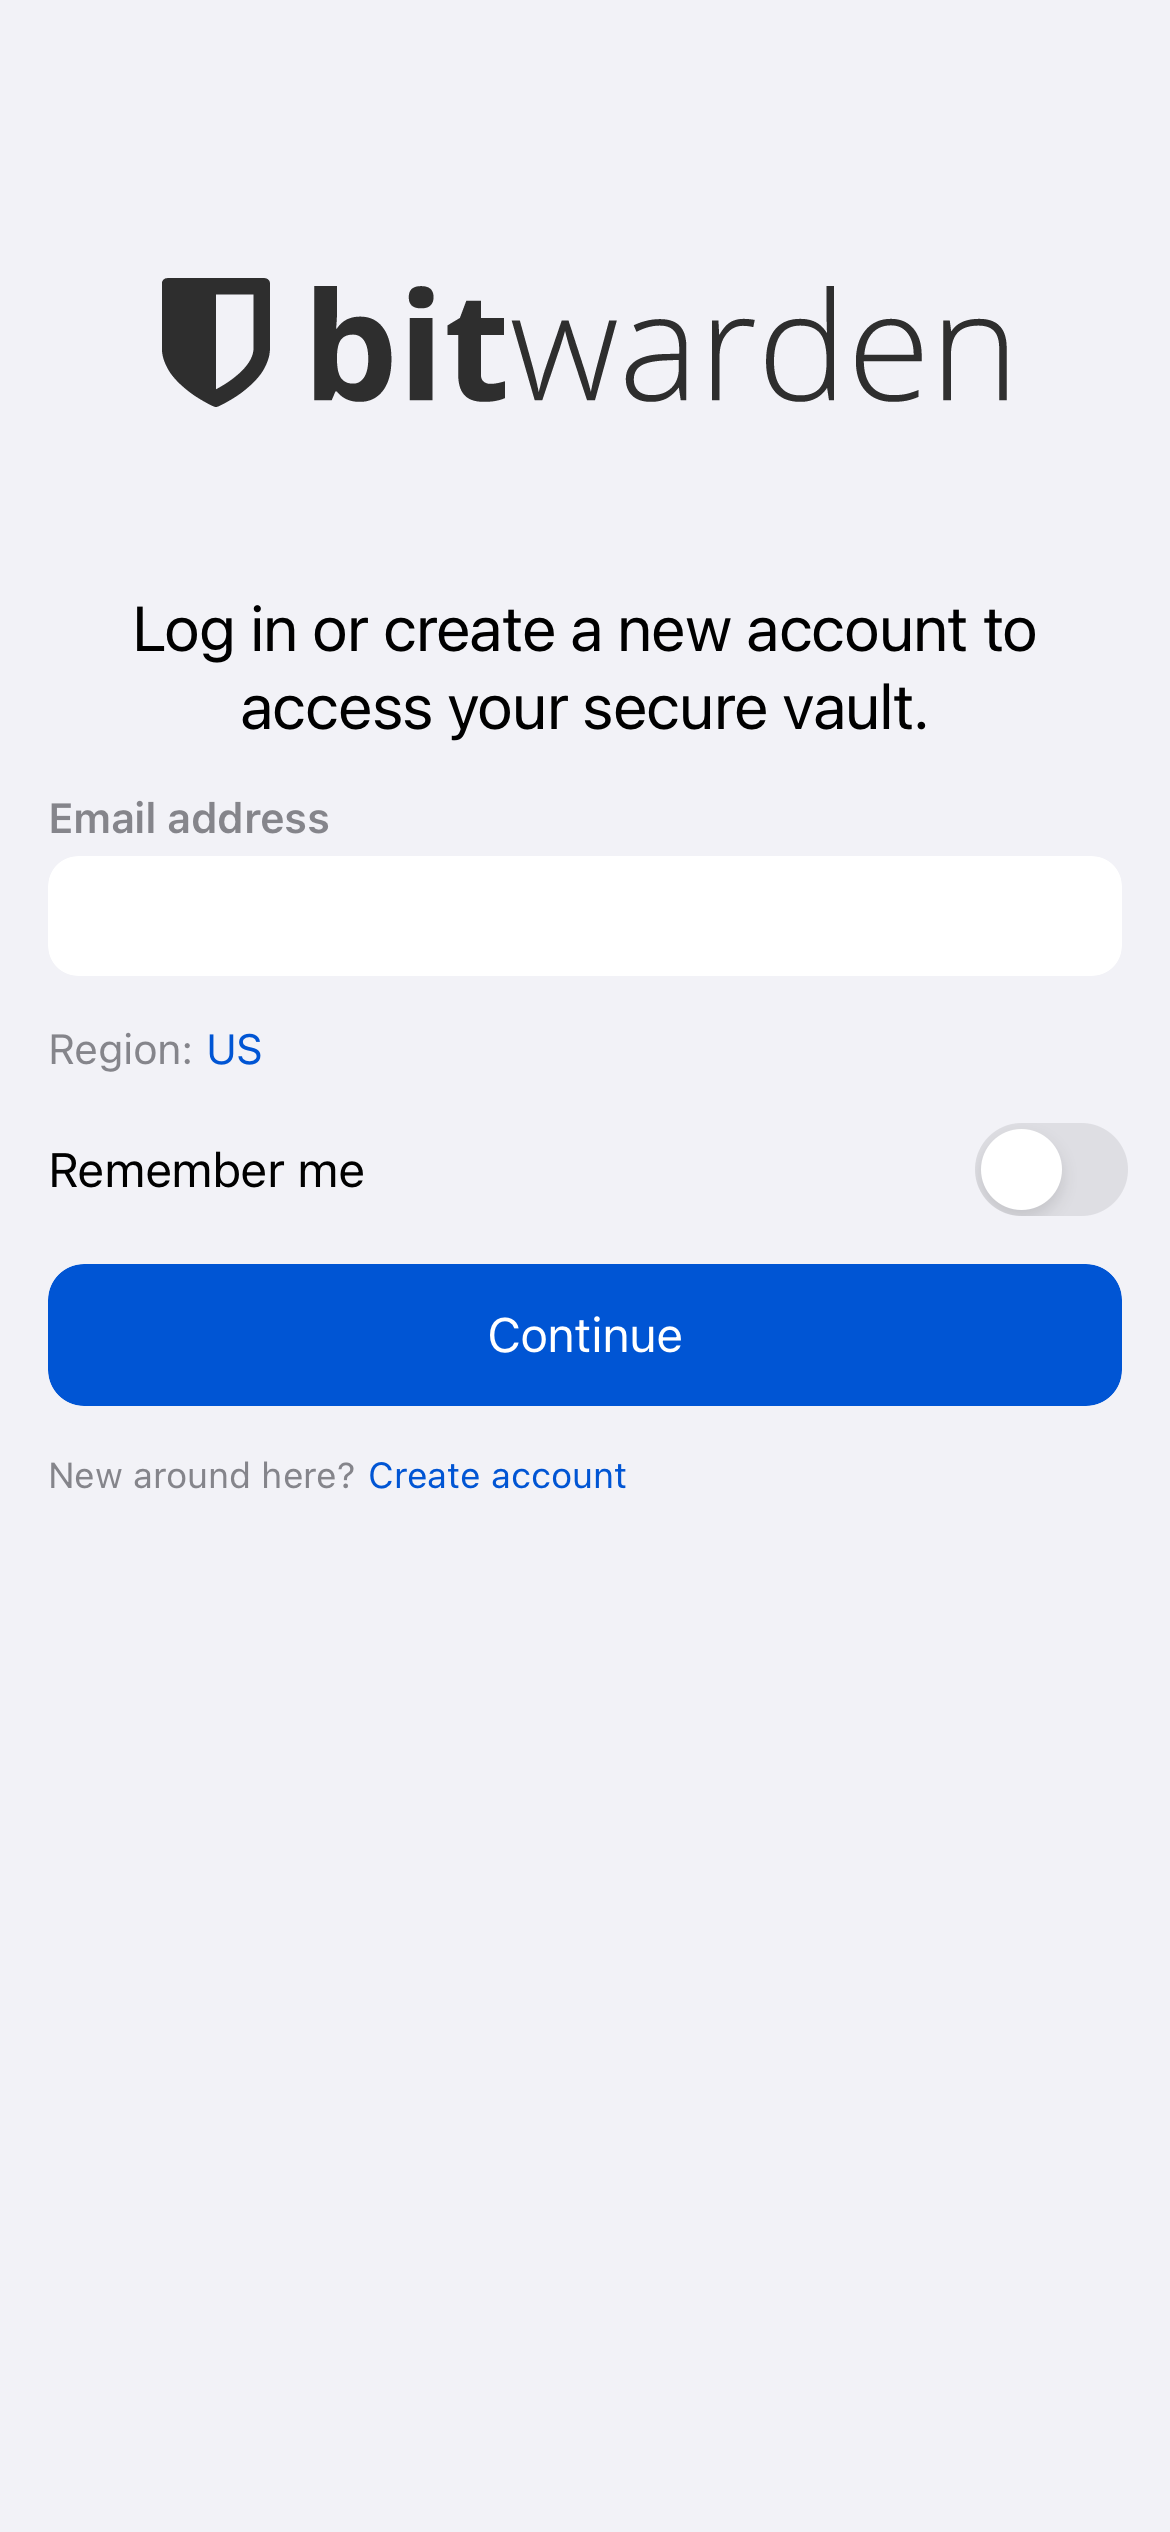 bitwarden
Log in or create a new account to
access your secure vault.
Email address
Region: US
Remember me
Continue
New around here? Create account